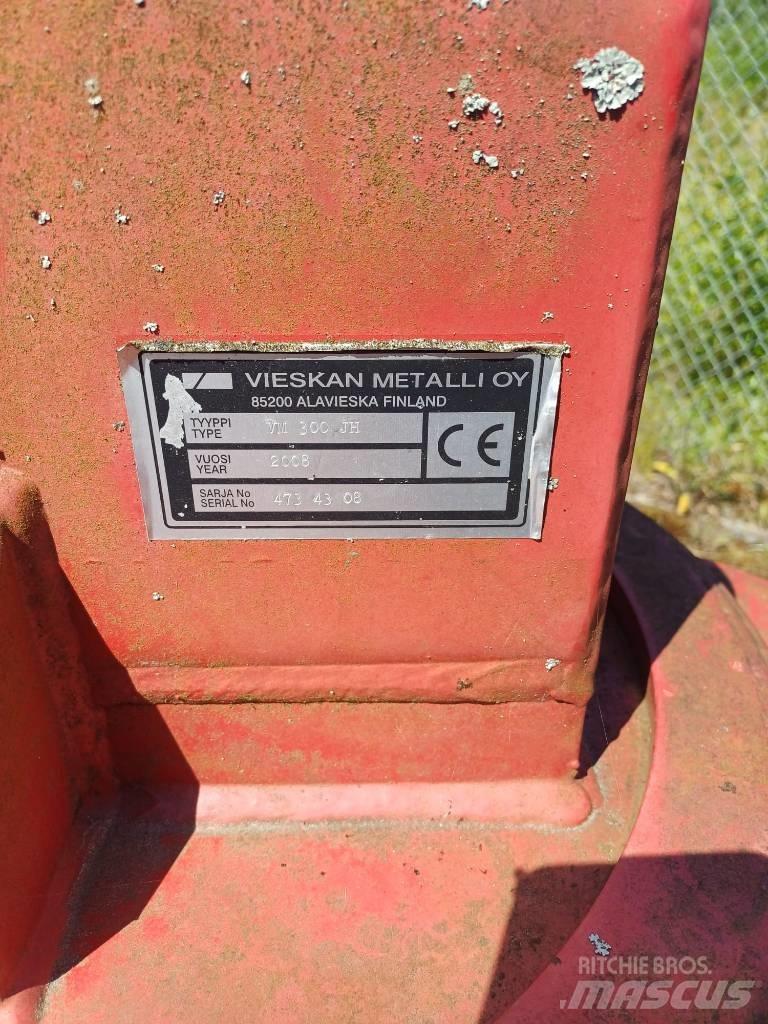 VIESKAN METALLI OY
85200 ALAVIESKA FINLAND
TYYPPI
TYPE
VM 300 JH
VUOSI
YEAR
2008
CE
SARJA No
SERIAL No
473 43 08
RITCHIE BROS.
MASCUS